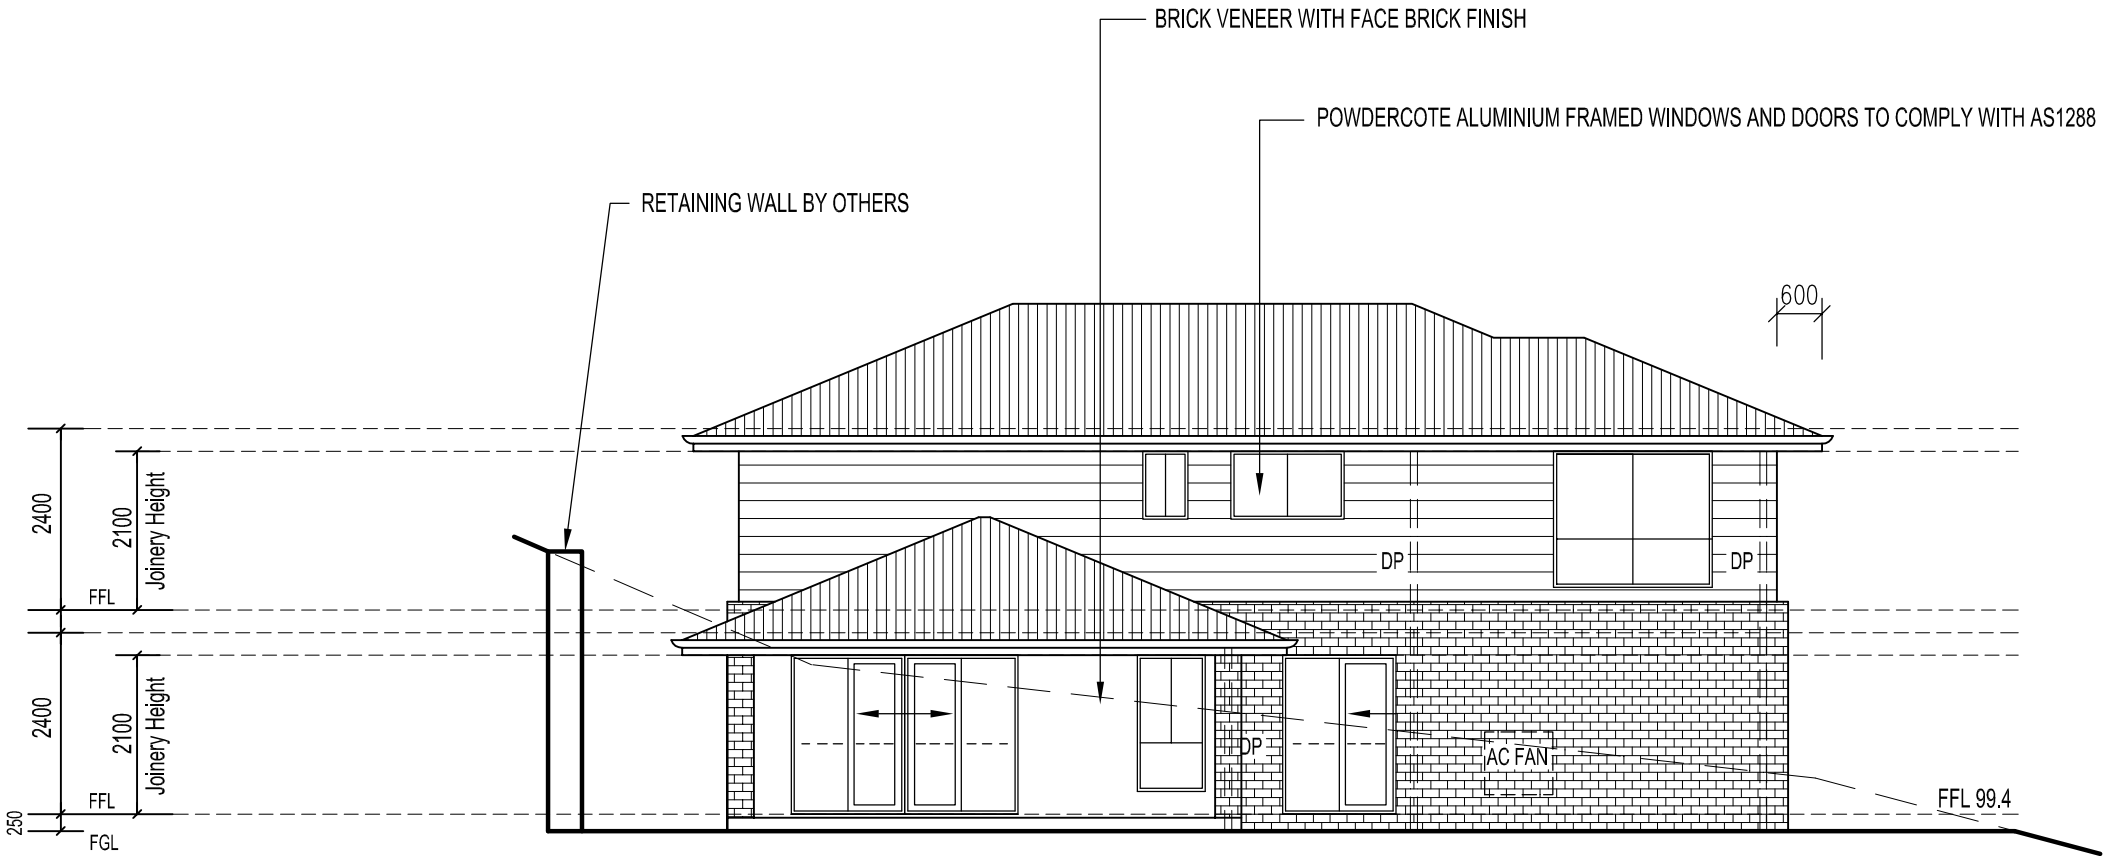 BRICK VENEER WITH FACE BRICK FINISH
POWDERCOTE ALUMINIUM FRAMED WINDOWS AND DOORS TO COMPLY WITH AS1288
RETAINING WALL BY OTHERS
600
2400
2100
Joinery Height
DP
DP
FFL
2400
2100
Joinery Height
DP
AC FAN
FFL
FFL 99.4
250
FGL